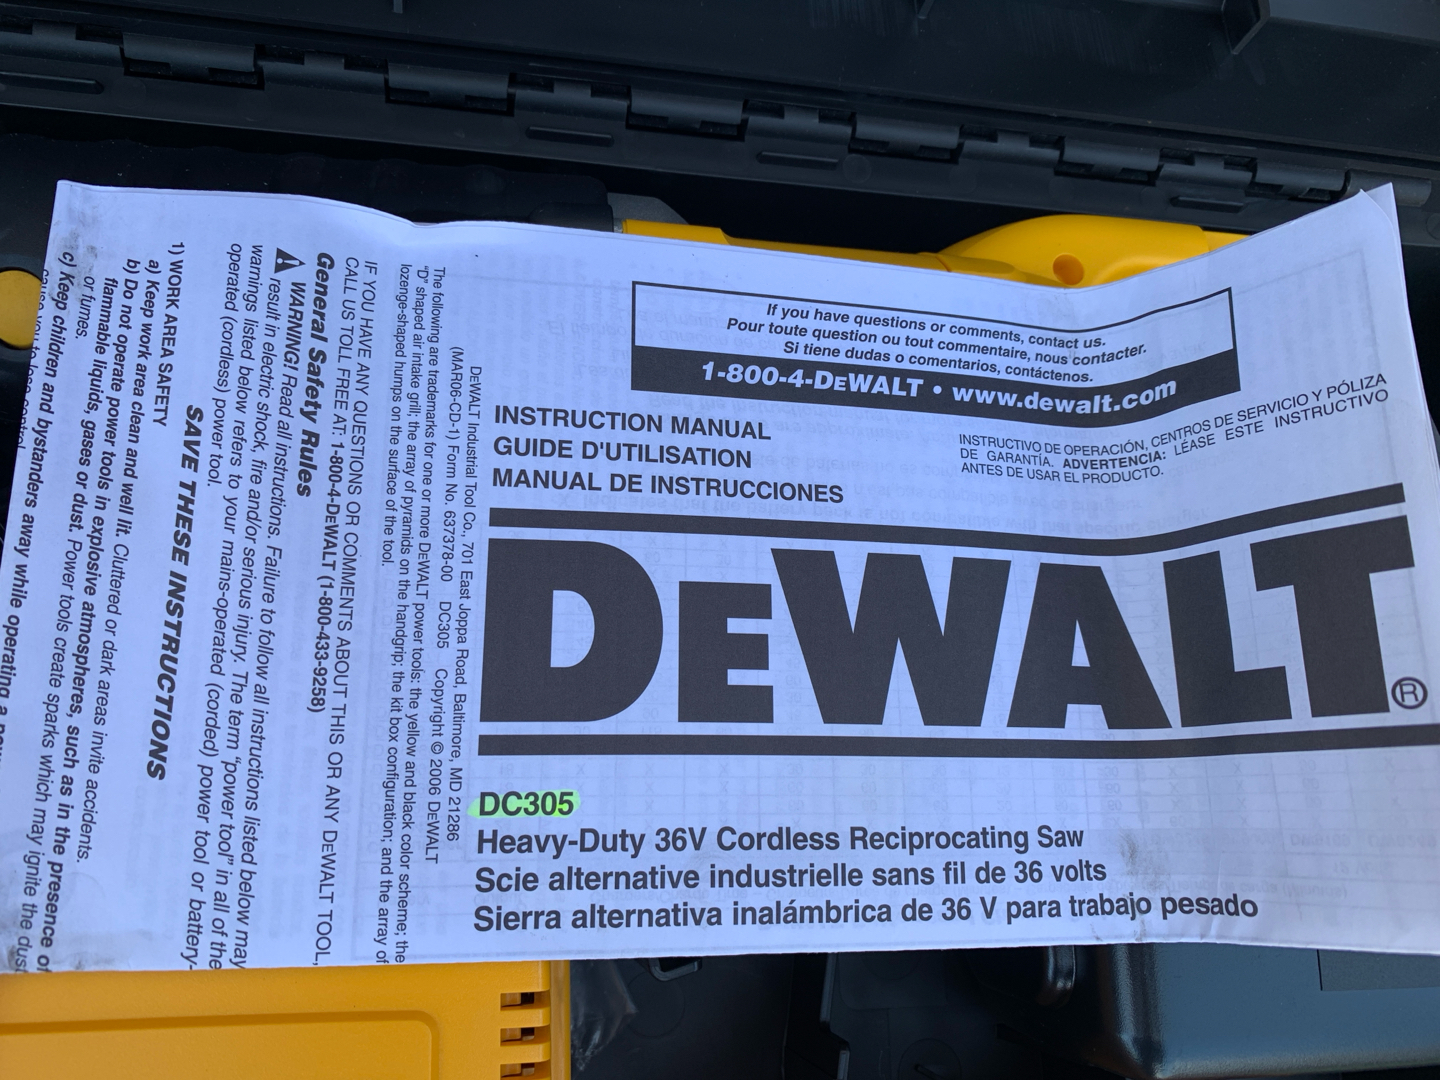 If you have questions or comments, contact us.
Pour toute question ou tout commentaire, nous contacter.
Si tiene dudas o comentarios, contáctenos.
1-800-4-DEWALT • www.dewalt.com
INSTRUCTION MANUAL
GUIDE D'UTILISATION
MANUAL DE INSTRUCCIONES
INSTRUCTIVO DE OPERACIÓN, CENTROS DE SERVICIO Y PÓLIZA
DE GARANTÍA. ADVERTENCIA: LÉASE ESTE INSTRUCTIVO
ANTES DE USAR EL PRODUCTO.
DEWALT®
DC305
Heavy-Duty 36V Cordless Reciprocating Saw
Scie alternative industrielle sans fil de 36 volts
Sierra alternativa inalámbrica de 36 V para trabajo pesado
DEWALT Industrial Tool Co., 701 East Joppa Road, Baltimore, MD 21286
(MAR06-CD-1) Form No. 637378-00 DC305 Copyright © 2006 DEWALT
The following are trademarks for one or more DEWALT power tools: the yellow and black color scheme; the
"D" shaped air intake grill; the array of pyramids on the handgrip; the kit box configuration; and the array of
lozenge-shaped humps on the surface of the tool.
IF YOU HAVE ANY QUESTIONS OR COMMENTS ABOUT THIS OR ANY DEWALT TOOL,
CALL US TOLL FREE AT: 1-800-4-DEWALT (1-800-433-9258)
General Safety Rules
WARNING! Read all instructions. Failure to follow all instructions listed below may
result in electric shock, fire and/or serious injury. The term "power tool" in all of the
warnings listed below refers to your mains-operated (corded) power tool or battery-
operated (cordless) power tool.
SAVE THESE INSTRUCTIONS
1) WORK AREA SAFETY
a) Keep work area clean and well lit. Cluttered or dark areas invite accidents.
b) Do not operate power tools in explosive atmospheres, such as in the presence of
flammable liquids, gases or dust. Power tools create sparks which may ignite the dust
or fumes.
c) Keep children and bystanders away while operating a